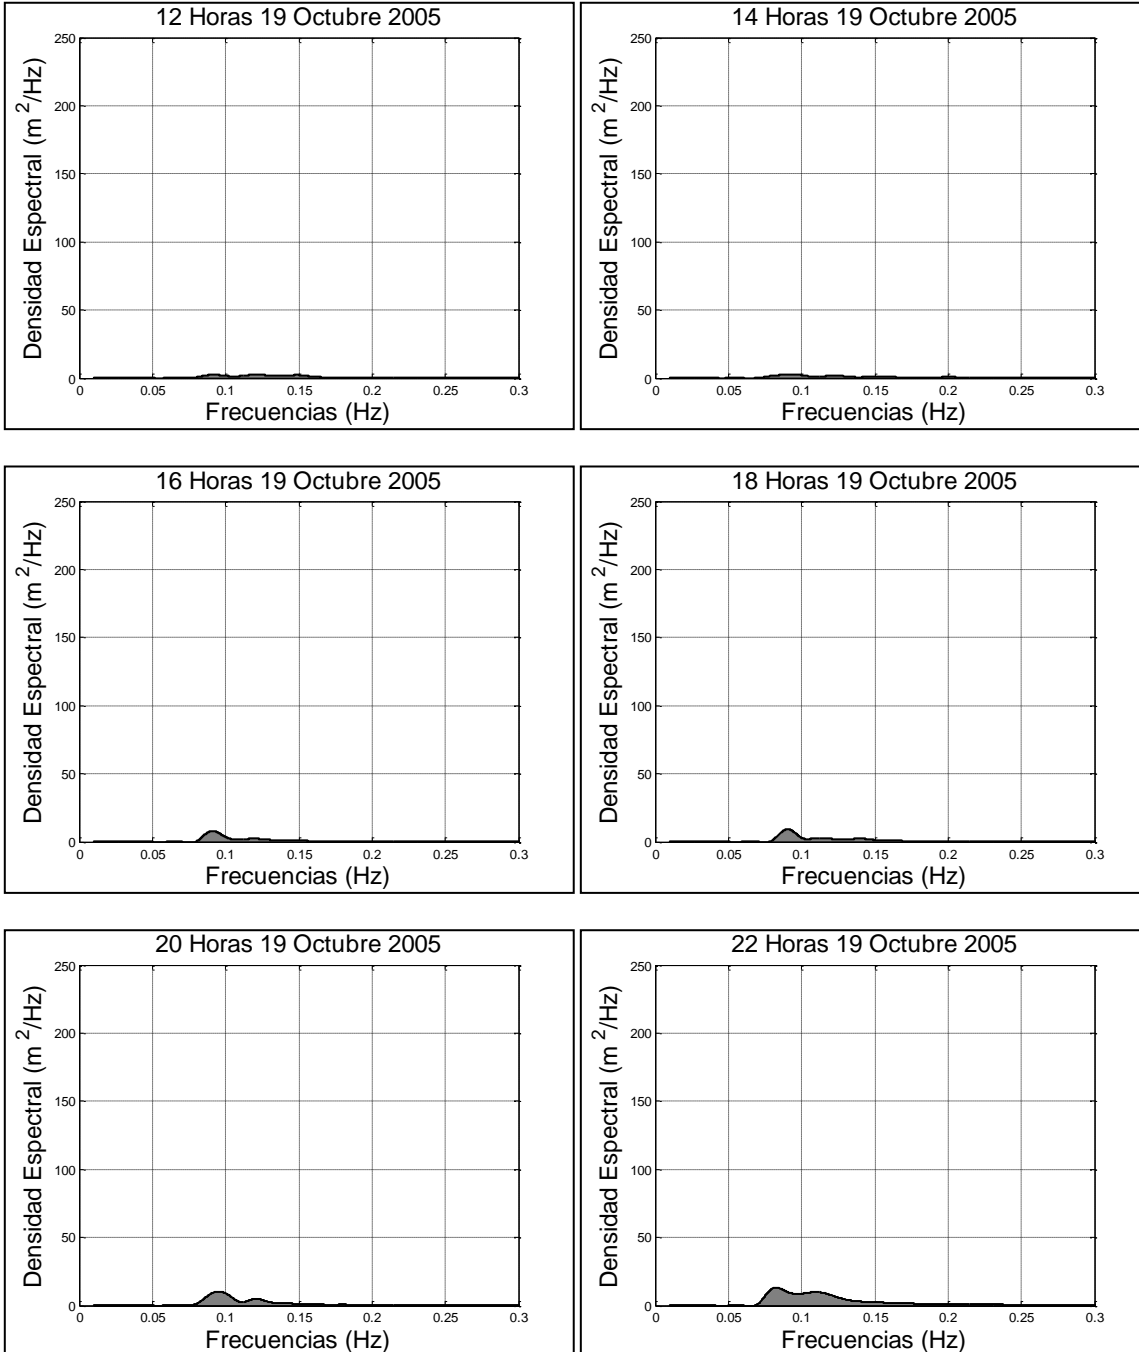 12 Horas 19 Octubre 2005
Densidad Espectral (m 2/Hz)
250
200
150
100
50
0
0 0.05 0.1 0.15 0.2 0.25 0.3
Frecuencias (Hz)
14 Horas 19 Octubre 2005
Densidad Espectral (m 2/Hz)
250
200
150
100
50
0
0 0.05 0.1 0.15 0.2 0.25 0.3
Frecuencias (Hz)
16 Horas 19 Octubre 2005
Densidad Espectral (m 2/Hz)
250
200
150
100
50
0
0 0.05 0.1 0.15 0.2 0.25 0.3
Frecuencias (Hz)
18 Horas 19 Octubre 2005
Densidad Espectral (m 2/Hz)
250
200
150
100
50
0
0 0.05 0.1 0.15 0.2 0.25 0.3
Frecuencias (Hz)
20 Horas 19 Octubre 2005
Densidad Espectral (m 2/Hz)
250
200
150
100
50
0
0 0.05 0.1 0.15 0.2 0.25 0.3
Frecuencias (Hz)
22 Horas 19 Octubre 2005
Densidad Espectral (m 2/Hz)
250
200
150
100
50
0
0 0.05 0.1 0.15 0.2 0.25 0.3
Frecuencias (Hz)